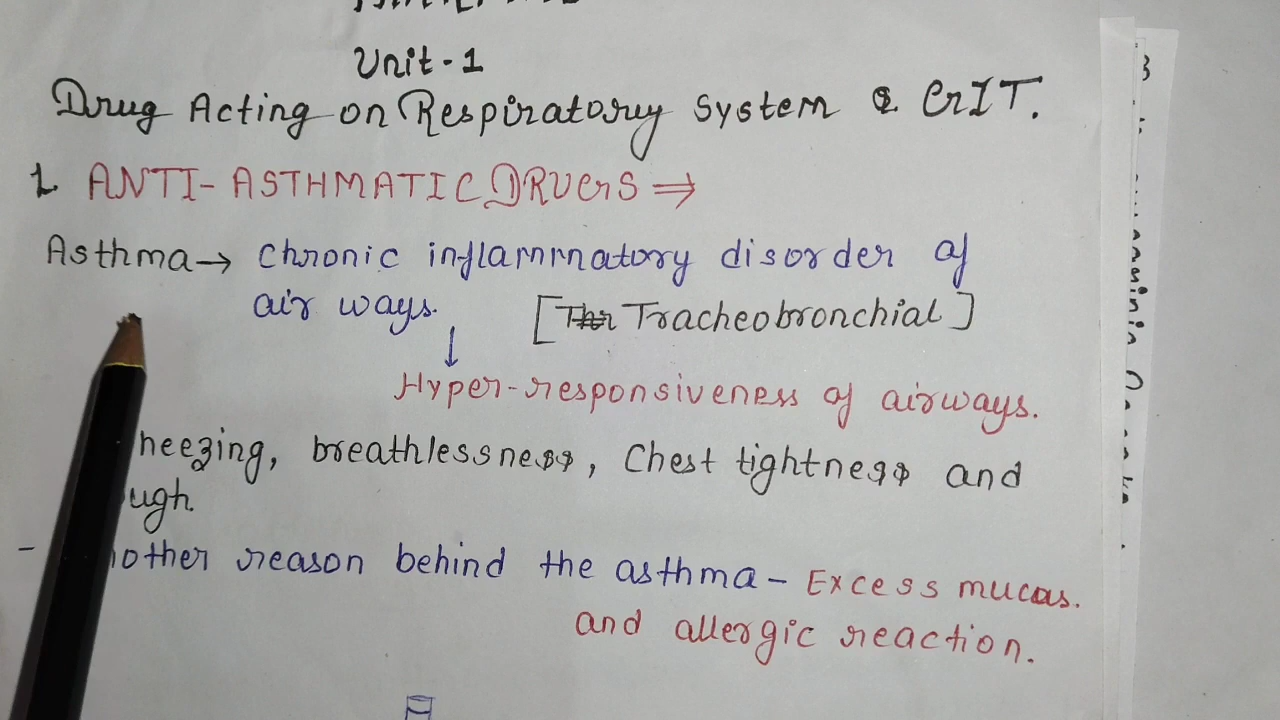 Unit-1
Drug Acting on Respiratory System & GIT.
1. ANTI-ASTHMATIC DRUGS ⇒
Asthma → Chronic inflammatory disorder of
air ways. [Tracheobronchial]
↓
Hyper-responsiveness of airways.
heezing, breathlessness, Chest tightness and
ugh.
- other reason behind the asthma - Excess mucus.
and allergic reaction.